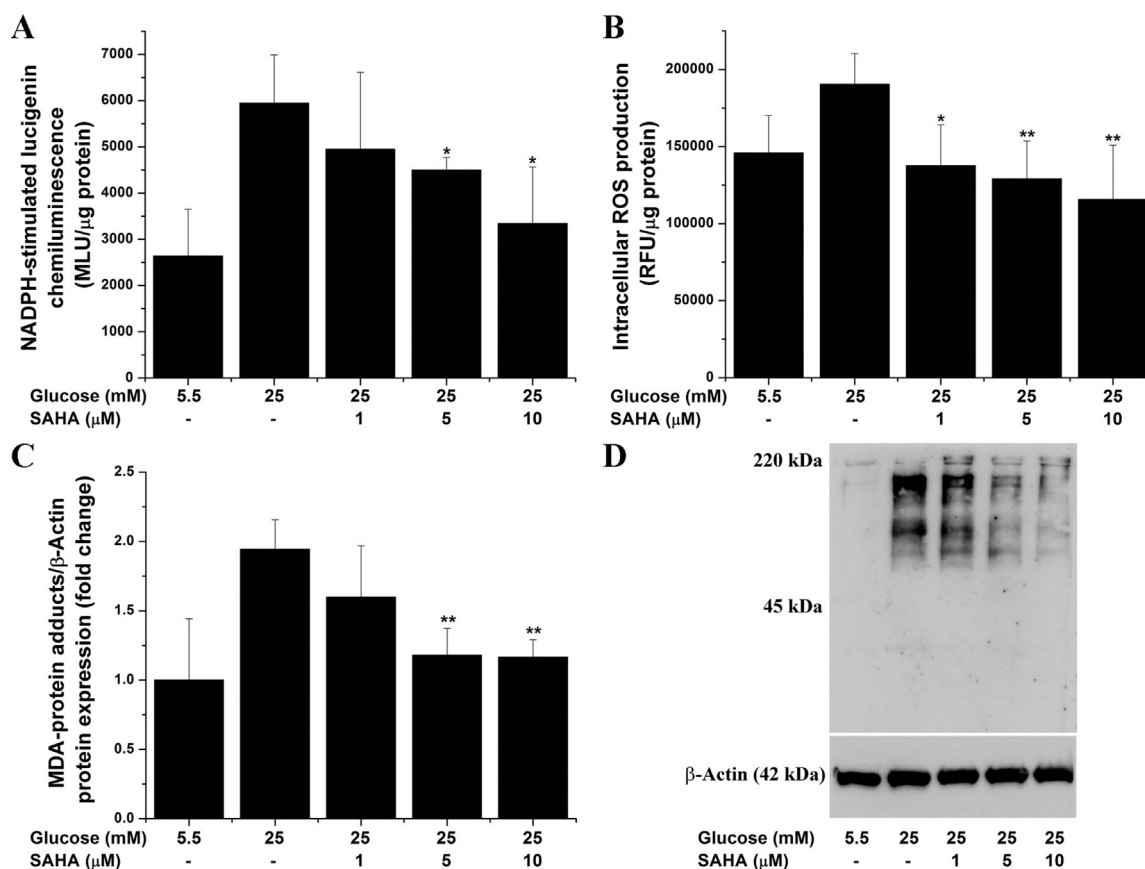 A
NADPH-stimulated lucigenin
chemiluminescence
(MLU/μg protein)
7000
6000
5000
4000
3000
2000
1000
0
*
*
Glucose (mM) 5.5 25 25 25 25
SAHA (μM) - - 1 5 10
B
Intracellular ROS production
(RFU/μg protein)
200000
150000
100000
50000
0
*
**
**
Glucose (mM) 5.5 25 25 25 25
SAHA (μM) - - 1 5 10
C
MDA-protein adducts/β-Actin
protein expression (fold change)
2.5
2.0
1.5
1.0
0.5
0.0
**
**
Glucose (mM) 5.5 25 25 25 25
SAHA (μM) - - 1 5 10
D
220 kDa
45 kDa
β-Actin (42 kDa)
Glucose (mM) 5.5 25 25 25 25
SAHA (μM) - - 1 5 10